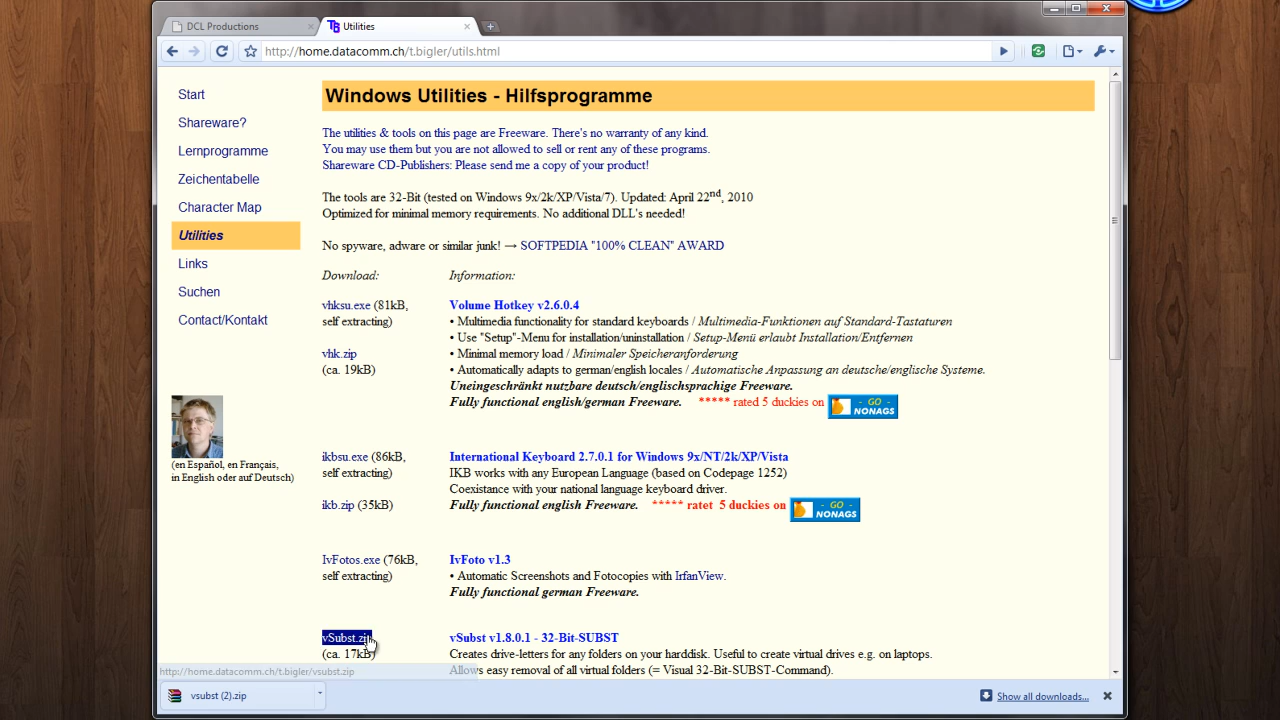 DCL Productions
Utilities
http://home.datacomm.ch/t.bigler/utils.html
Start
Shareware?
Lernprogramme
Zeichentabelle
Character Map
Utilities
Links
Suchen
Contact/Kontakt
(en Español, en Français,
in English oder auf Deutsch)
Windows Utilities - Hilfsprogramme
The utilities & tools on this page are Freeware. There's no warranty of any kind.
You may use them but you are not allowed to sell or rent any of these programs.
Shareware CD-Publishers: Please send me a copy of your product!
The tools are 32-Bit (tested on Windows 9x/2k/XP/Vista/7). Updated: April 22nd, 2010
Optimized for minimal memory requirements. No additional DLL's needed!
No spyware, adware or similar junk! → SOFTPEDIA "100% CLEAN" AWARD
Download: Information:
vhksu.exe (81kB, Volume Hotkey v2.6.0.4
self extracting) • Multimedia functionality for standard keyboards / Multimedia-Funktionen auf Standard-Tastaturen
• Use "Setup"-Menu for installation/uninstallation / Setup-Menü erlaubt Installation/Entfernen
vhk.zip • Minimal memory load / Minimaler Speicheranforderung
(ca. 19kB) • Automatically adapts to german/english locales / Automatische Anpassung an deutsche/englische Systeme.
Uneingeschränkt nutzbare deutsch/englischsprachige Freeware.
Fully functional english/german Freeware. ***** rated 5 duckies on - GO - NONAGS
ikbsu.exe (86kB, International Keyboard 2.7.0.1 for Windows 9x/NT/2k/XP/Vista
self extracting) IKB works with any European Language (based on Codepage 1252)
Coexistance with your national language keyboard driver.
ikb.zip (35kB) Fully functional english Freeware. ***** ratet 5 duckies on - GO - NONAGS
IvFotos.exe (76kB, IvFoto v1.3
self extracting) • Automatic Screenshots and Fotocopies with IrfanView.
Fully functional german Freeware.
vSubst.zip vSubst v1.8.0.1 - 32-Bit-SUBST
(ca. 17kB) Creates drive-letters for any folders on your harddisk. Useful to create virtual drives e.g. on laptops.
Allows easy removal of all virtual folders (= Visual 32-Bit-SUBST-Command).
http://home.datacomm.ch/t.bigler/vsubst.zip
vsubst (2).zip
Show all downloads...